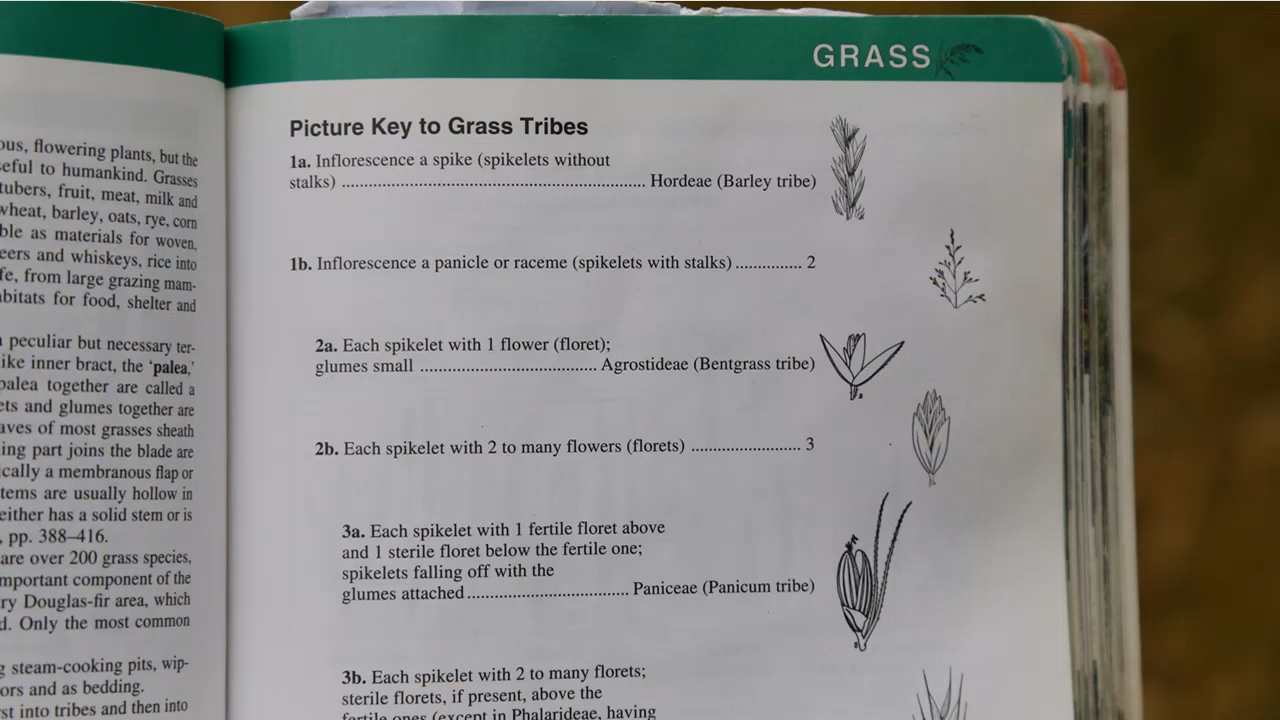 ous, flowering plants, but the
seful to humankind. Grasses
tubers, fruit, meat, milk and
wheat, barley, oats, rye, corn
ble as materials for woven,
eers and whiskeys, rice into
fe, from large grazing mam-
abitats for food, shelter and
peculiar but necessary ter-
like inner bract, the 'palea,'
palea together are called a
ets and glumes together are
aves of most grasses sheath
ing part joins the blade are
ically a membranous flap or
tems are usually hollow in
either has a solid stem or is
, pp. 388–416.
are over 200 grass species,
mportant component of the
ry Douglas-fir area, which
d. Only the most common
g steam-cooking pits, wip-
ors and as bedding.
st into tribes and then into
GRASS
Picture Key to Grass Tribes
1a. Inflorescence a spike (spikelets without
stalks) ............................................................ Hordeae (Barley tribe)
1b. Inflorescence a panicle or raceme (spikelets with stalks) .............. 2
2a. Each spikelet with 1 flower (floret);
glumes small ..................................... Agrostideae (Bentgrass tribe)
2b. Each spikelet with 2 to many flowers (florets) ....................... 3
3a. Each spikelet with 1 fertile floret above
and 1 sterile floret below the fertile one;
spikelets falling off with the
glumes attached .................................. Paniceae (Panicum tribe)
3b. Each spikelet with 2 to many florets;
sterile florets, if present, above the
fertile ones (except in Phalarideae, having